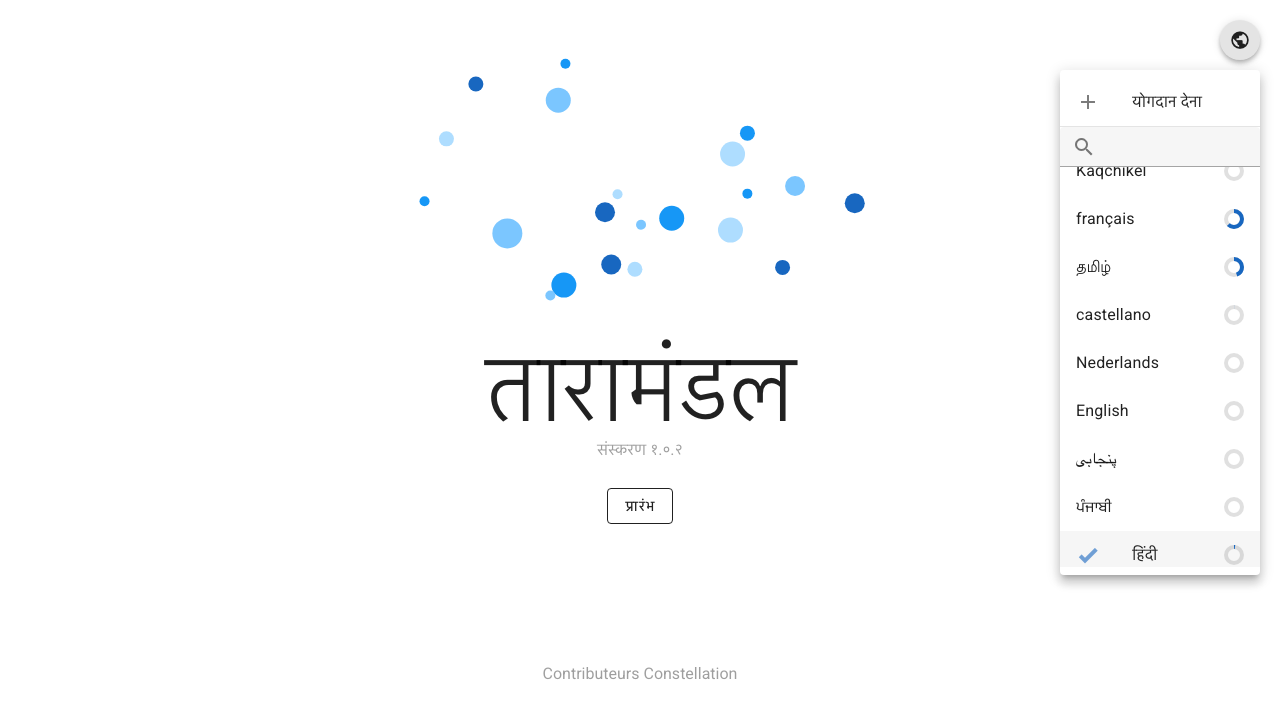 योगदान देना
Kaqchikel
français
தமிழ்
castellano
Nederlands
English
پنجابی
ਪੰਜਾਬੀ
हिंदी
तारामंडल
संस्करण १.०.२
प्रारंभ
Contributeurs Constellation